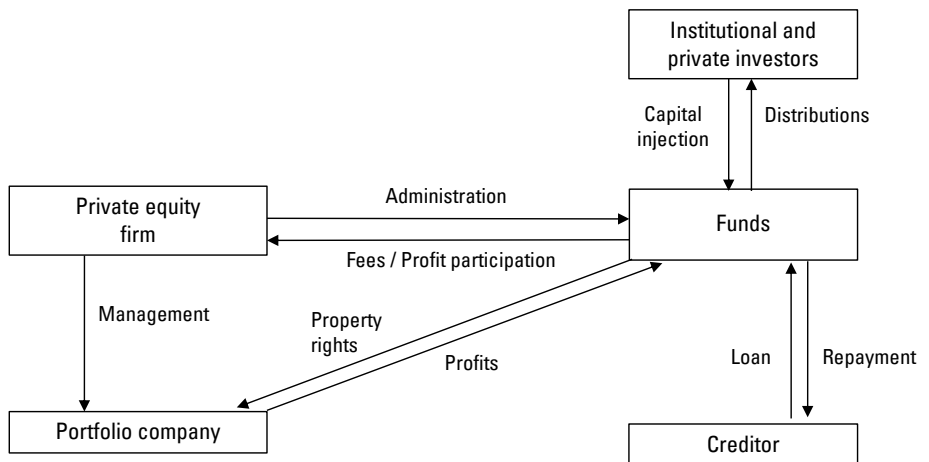 Institutional and
private investors
Capital
injection
Distributions
Private equity
firm
Administration
Funds
Fees / Profit participation
Management
Property
rights
Profits
Loan
Repayment
Portfolio company
Creditor